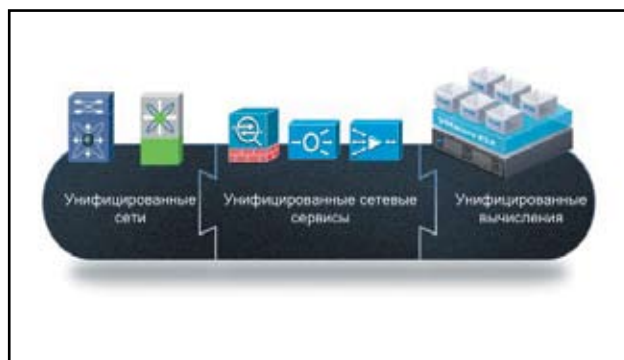 Унифицированные
сети
Унифицированные сетевые
сервисы
Унифицированные
вычисления